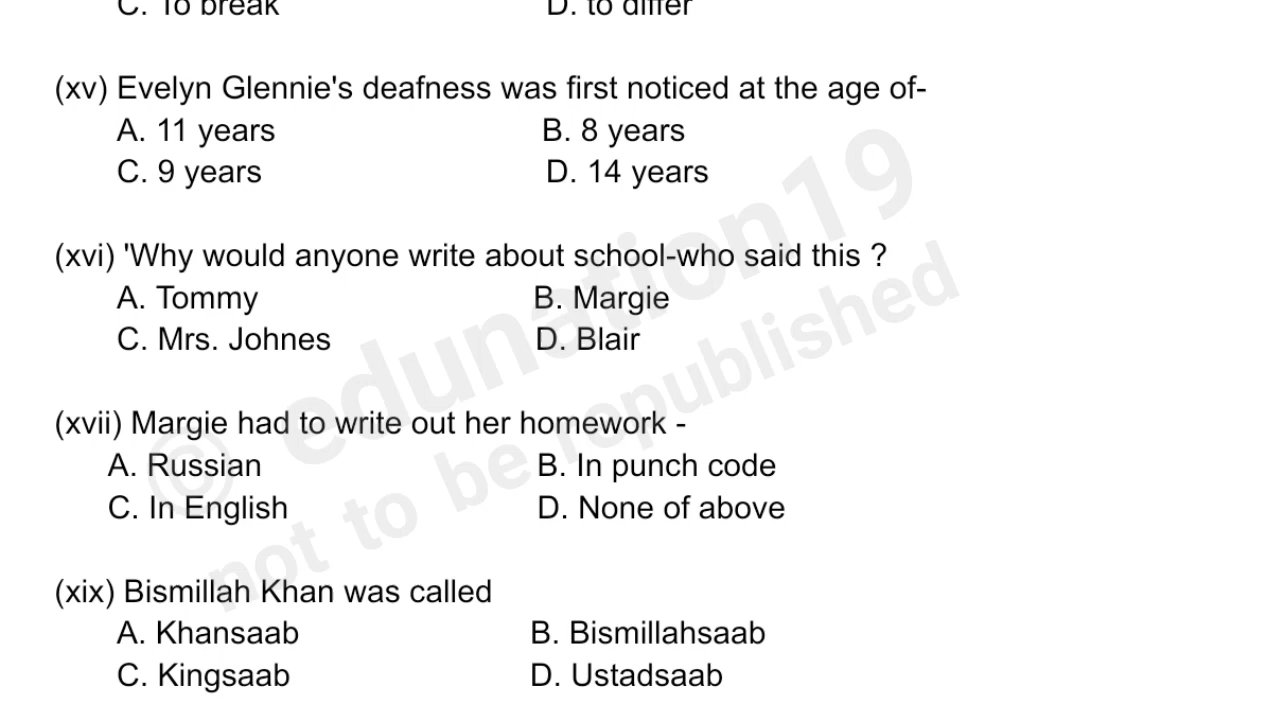 C. To break D. to differ
(xv) Evelyn Glennie's deafness was first noticed at the age of-
A. 11 years B. 8 years
C. 9 years D. 14 years
(xvi) 'Why would anyone write about school-who said this ?
A. Tommy B. Margie
C. Mrs. Johnes D. Blair
(xvii) Margie had to write out her homework -
A. Russian B. In punch code
C. In English D. None of above
(xix) Bismillah Khan was called
A. Khansaab B. Bismillahsaab
C. Kingsaab D. Ustadsaab
© edunation19
not to be republished